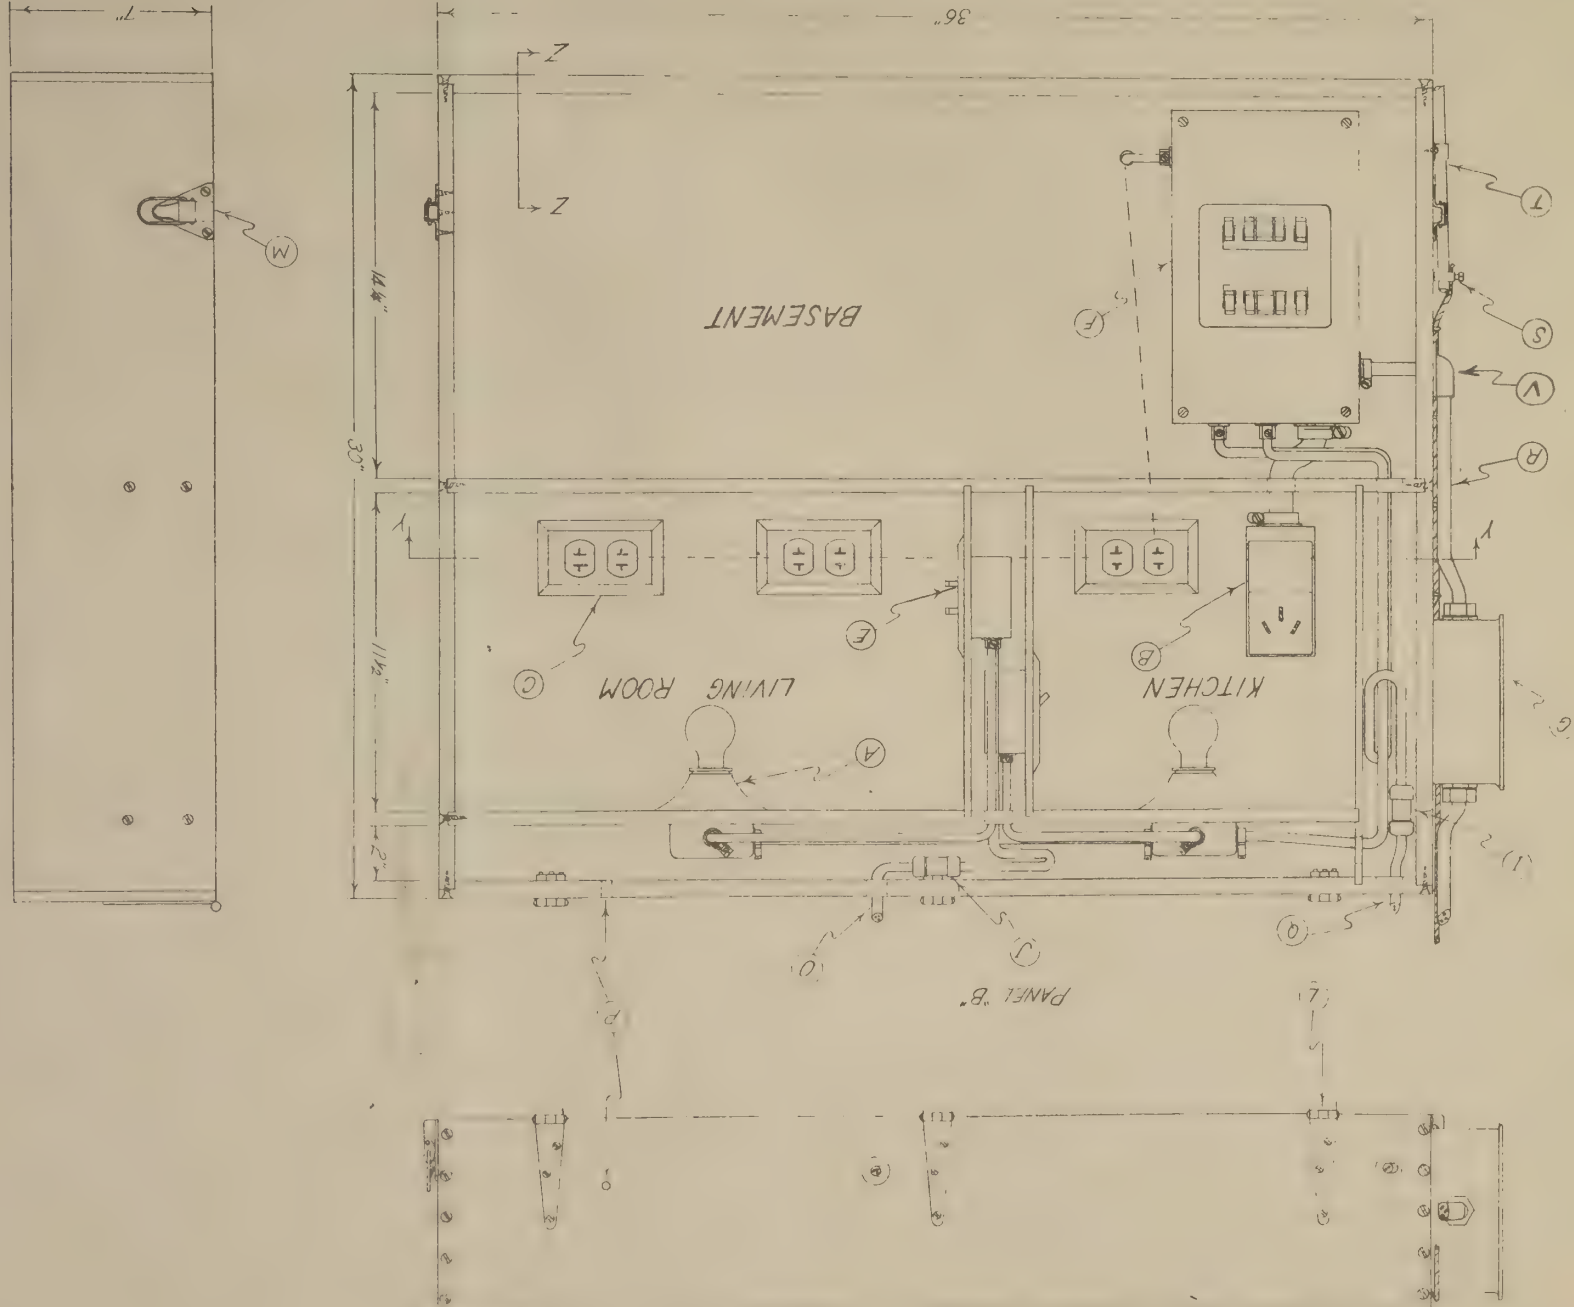 L
PANEL "B"
P
J
O
Q
I
2"
A
G
KITCHEN
LIVING ROOM
C
B
E
11½"
Y
Y
R
30"
V
S
F
BASEMENT
14¼"
M
T
Z
Z
36"
7"